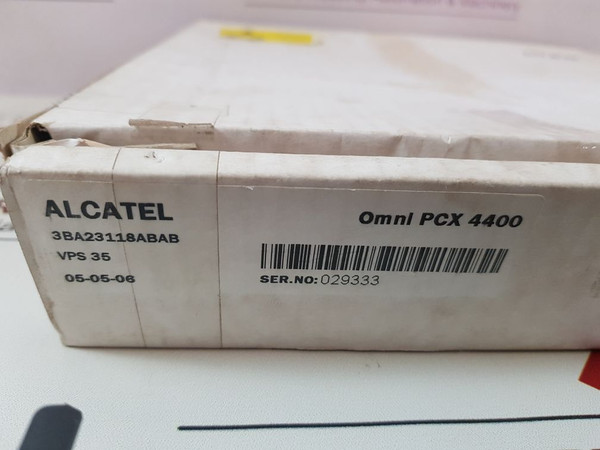 ALCATEL
Omni PCX 4400
3BA23118ABAB
VPS 35
05-05-06
SER.NO: 029333